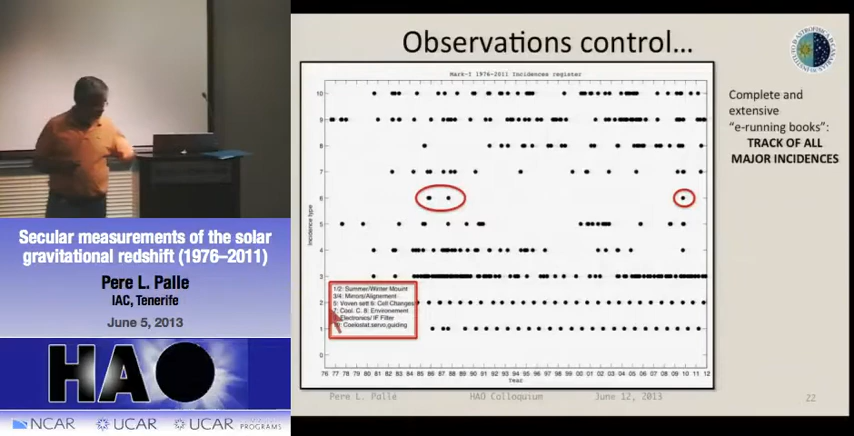 Observations control...
Mark-I 1976-2011 Incidences register
10
9
8
7
6
5
4
3
2
1
0
Incidence type
1/2: Summer/Winter Mount
3/4: Mirrors/Alignement
6: Cell Changes
Cool. C. 8: Environement
Electronics/ IF Filter
Coelostat.servo.guiding
76 77 78 79 80 81 82 83 84 85 86 87 88 89 90 91 92 93 94 95 96 97 98 99 00 01 02 03 04 05 06 07 08 09 10 11 12
Year
Complete and
extensive
“e-running books”:
TRACK OF ALL
MAJOR INCIDENCES
Pere L. Pallé HAO Colloquium June 12, 2013 22
Secular measurements of the solar
gravitational redshift (1976–2011)
Pere L. Palle
IAC, Tenerife
June 5, 2013
HAO
NCAR UCAR UCAR
PROGRAMS